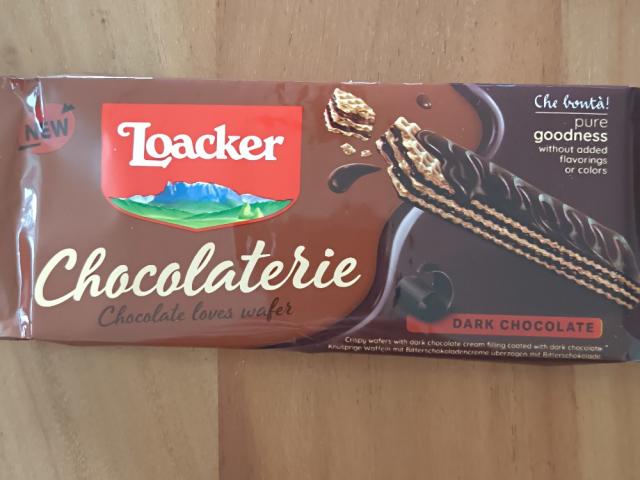 NEW
Loacker
Chocolaterie
Chocolate loves wafer
Che bontà!
pure
goodness
without added
flavorings
or colors
DARK CHOCOLATE
Crispy wafers with dark chocolate cream filling coated with dark chocolate
Knusprige Waffeln mit Bitterschokoladencreme überzogen mit Bitterschokolade